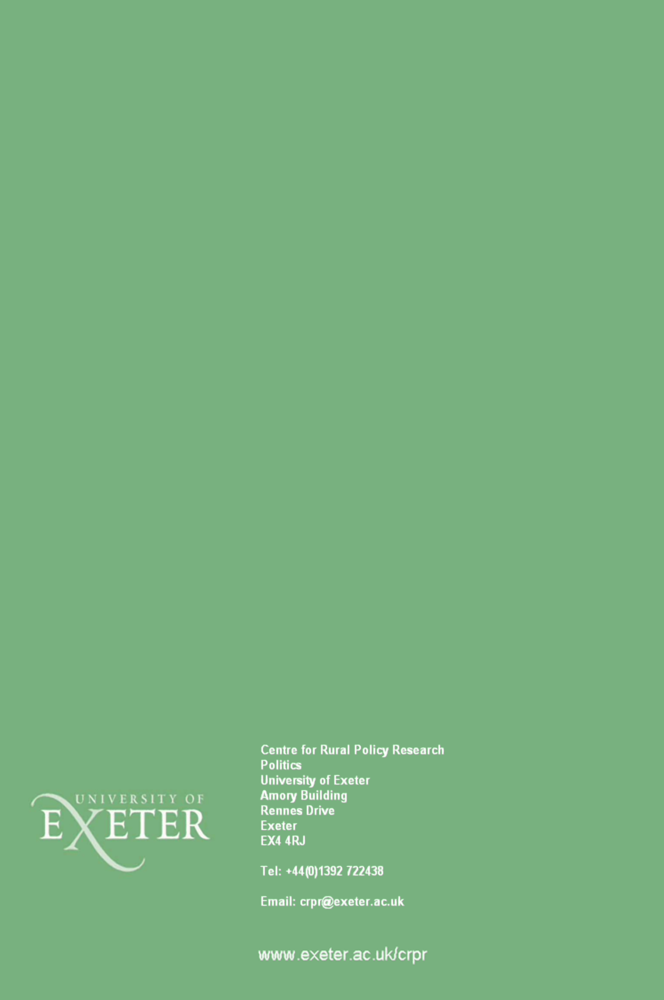 Centre for Rural Policy Research
Politics
University of Exeter
Amory Building
Rennes Drive
Exeter
EX4 4RJ
Tel: +44(0)1392 722438
Email: crpr@exeter.ac.uk
UNIVERSITY OF
EXETER
www.exeter.ac.uk/crpr